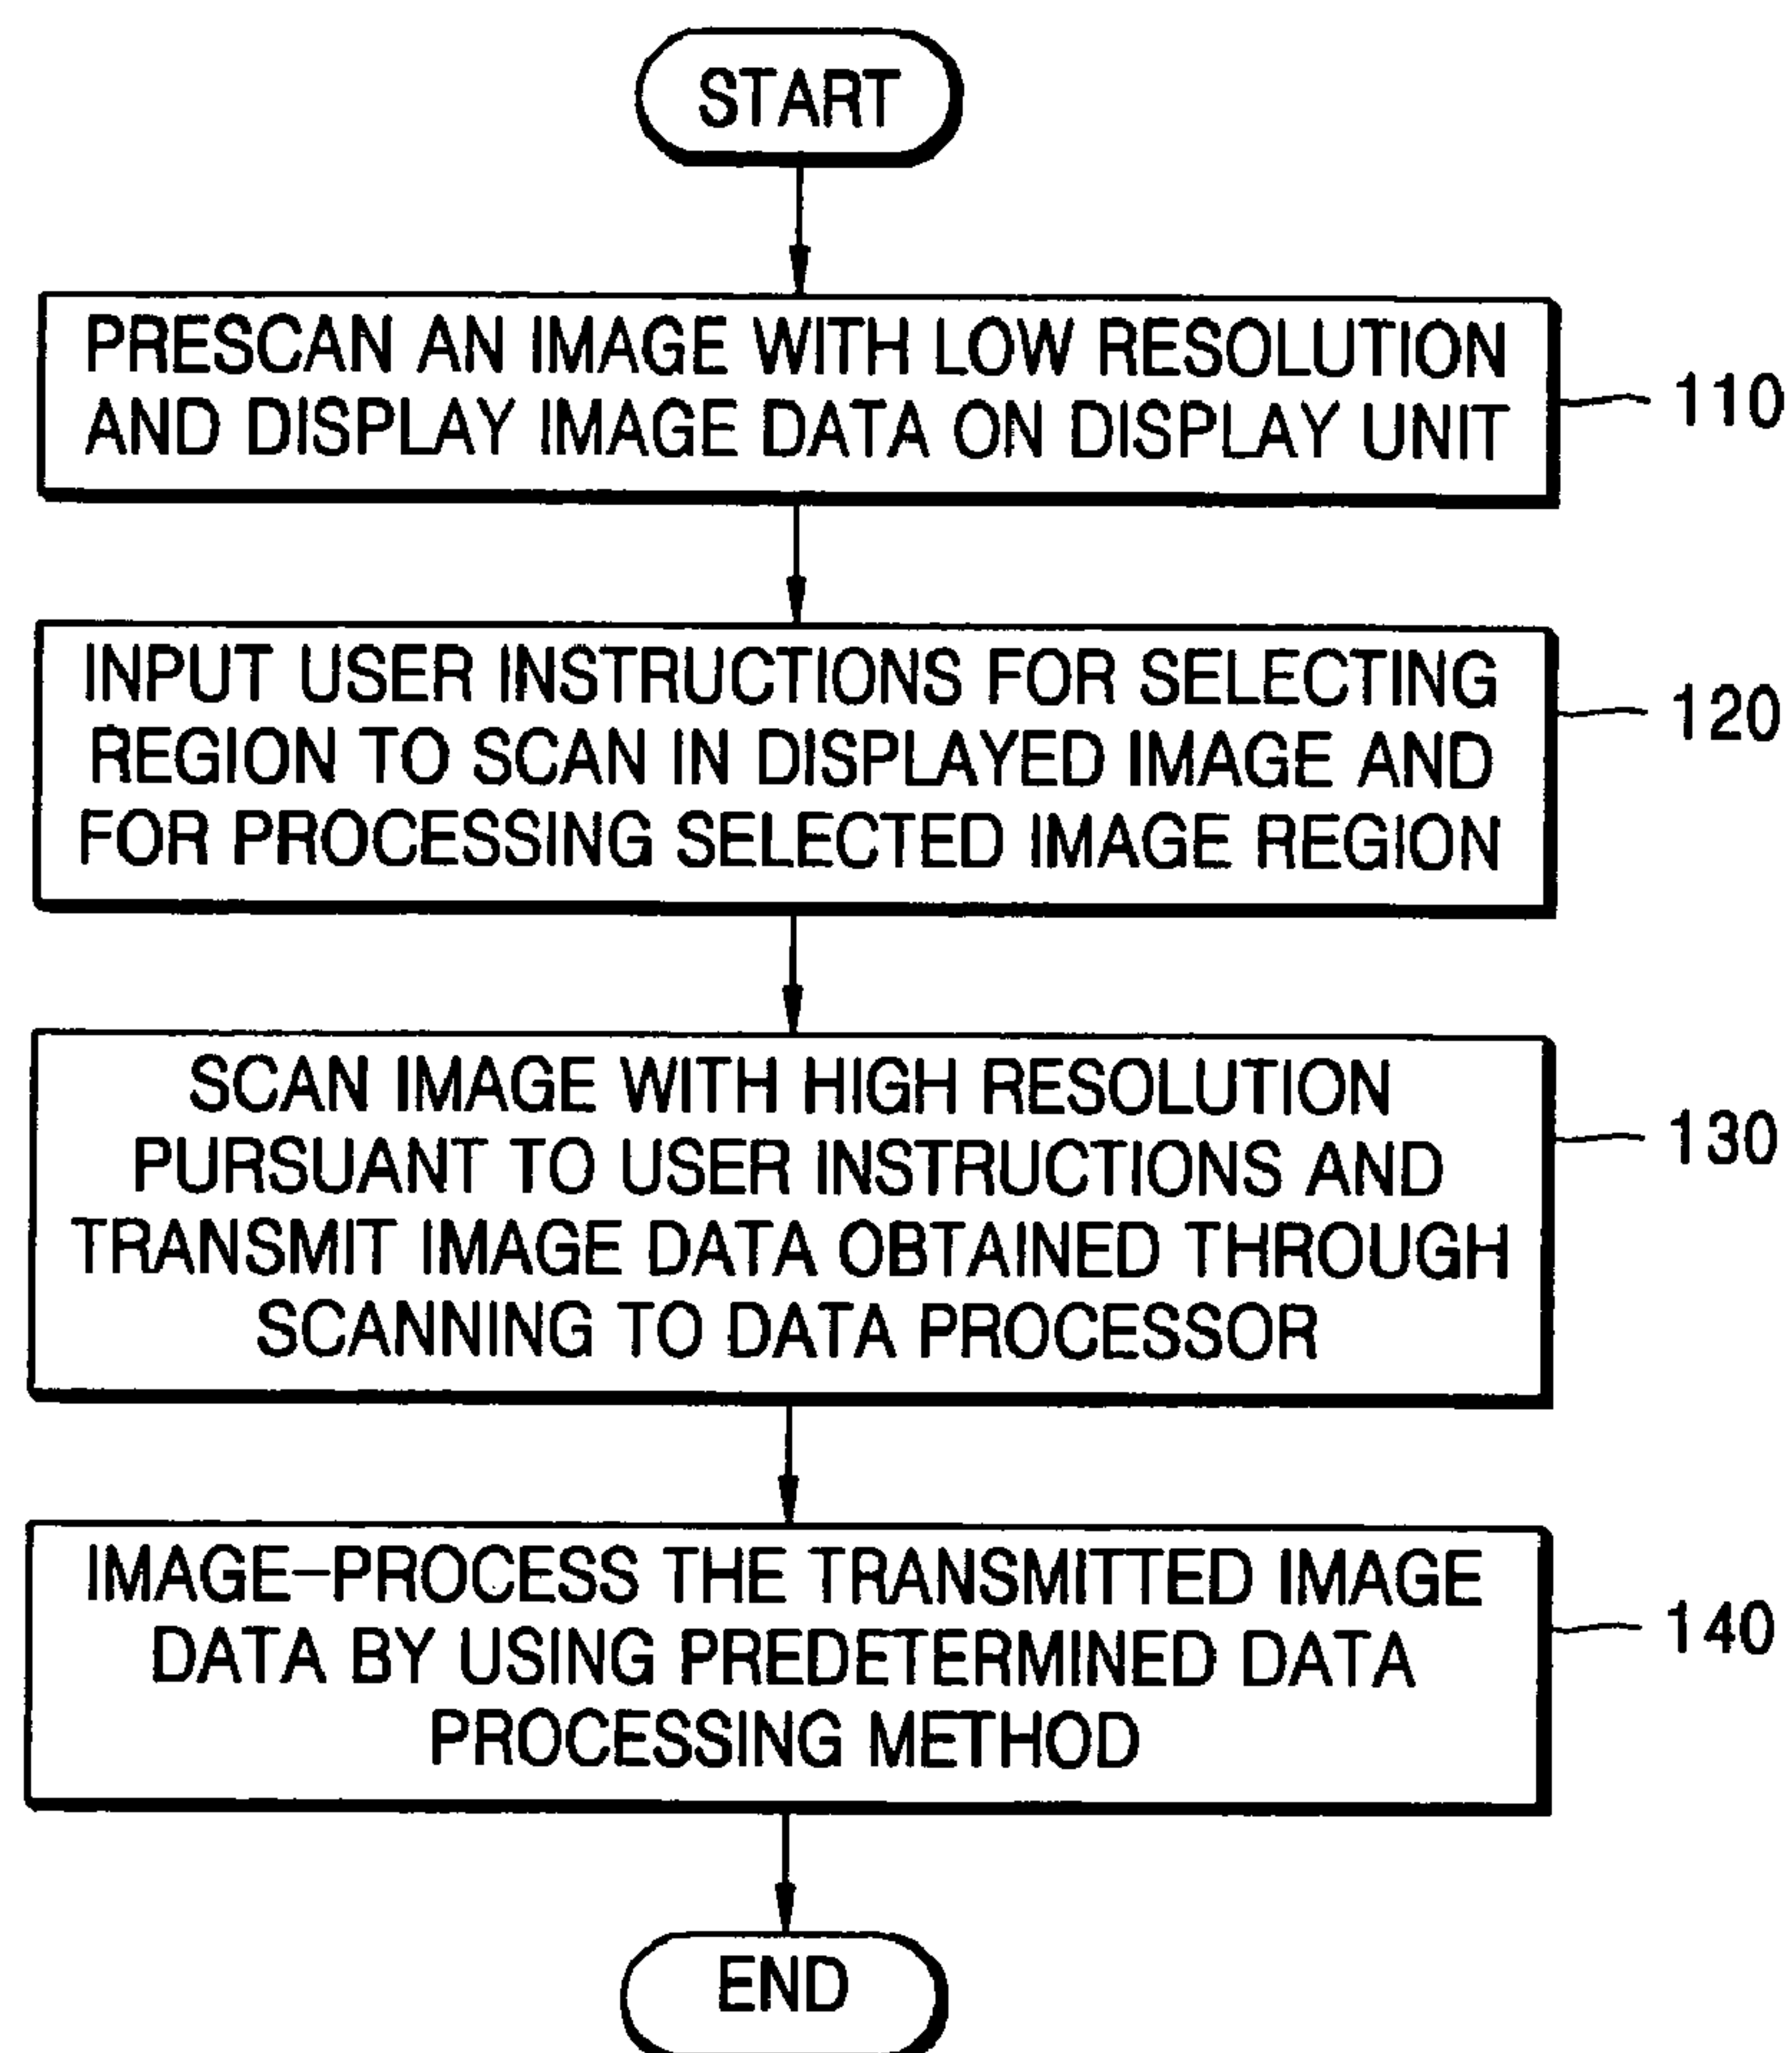 START
PRESCAN AN IMAGE WITH LOW RESOLUTION
AND DISPLAY IMAGE DATA ON DISPLAY UNIT
110
INPUT USER INSTRUCTIONS FOR SELECTING
REGION TO SCAN IN DISPLAYED IMAGE AND
FOR PROCESSING SELECTED IMAGE REGION
120
SCAN IMAGE WITH HIGH RESOLUTION
PURSUANT TO USER INSTRUCTIONS AND
TRANSMIT IMAGE DATA OBTAINED THROUGH
SCANNING TO DATA PROCESSOR
130
IMAGE-PROCESS THE TRANSMITTED IMAGE
DATA BY USING PREDETERMINED DATA
PROCESSING METHOD
140
END